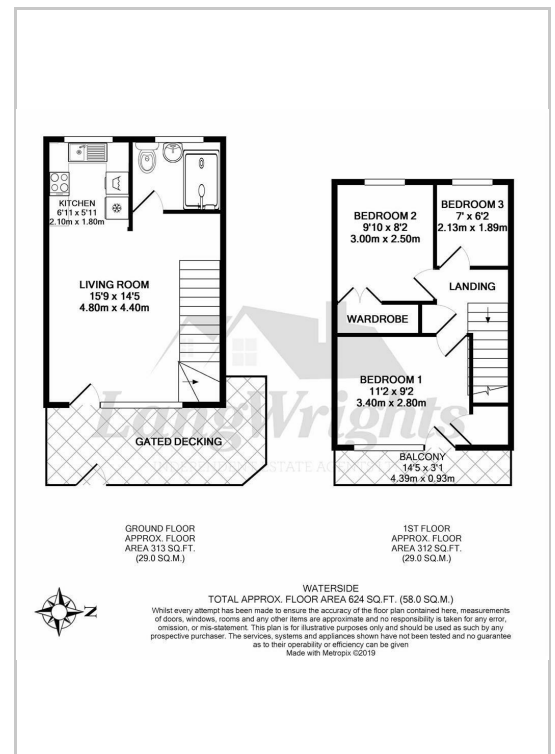 KITCHEN
6'11 x 5'11
2.10m x 1.80m
LIVING ROOM
15'9 x 14'5
4.80m x 4.40m
GATED DECKING
BEDROOM 2
9'10 x 8'2
3.00m x 2.50m
BEDROOM 3
7' x 6'2
2.13m x 1.89m
LANDING
WARDROBE
BEDROOM 1
11'2 x 9'2
3.40m x 2.80m
BALCONY
14'5 x 3'1
4.39m x 0.93m
LangWrights
ESTATE AGENTS
GROUND FLOOR
APPROX. FLOOR
AREA 313 SQ.FT.
(29.0 SQ.M.)
1ST FLOOR
APPROX. FLOOR
AREA 312 SQ.FT.
(29.0 SQ.M.)
N
WATERSIDE
TOTAL APPROX. FLOOR AREA 624 SQ.FT. (58.0 SQ.M.)
Whilst every attempt has been made to ensure the accuracy of the floor plan contained here, measurements
of doors, windows, rooms and any other items are approximate and no responsibility is taken for any error,
omission, or mis-statement. This plan is for illustrative purposes only and should be used as such by any
prospective purchaser. The services, systems and appliances shown have not been tested and no guarantee
as to their operability or efficiency can be given
Made with Metropix ©2019